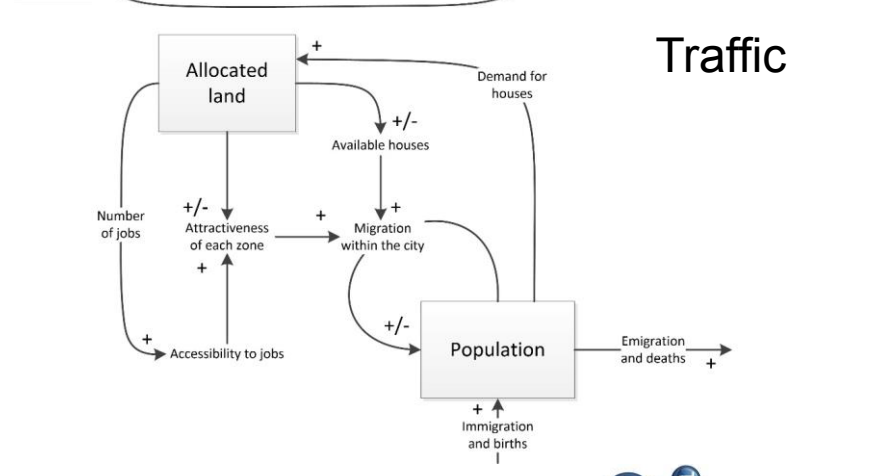 Traffic
+
Allocated
land
Demand for
houses
+/-
Available houses
Number
of jobs
+/-
Attractiveness
of each zone
+
+
Migration
within the city
+
+/-
+
Accessibility to jobs
Population
Emigration
and deaths
+
+
Immigration
and births